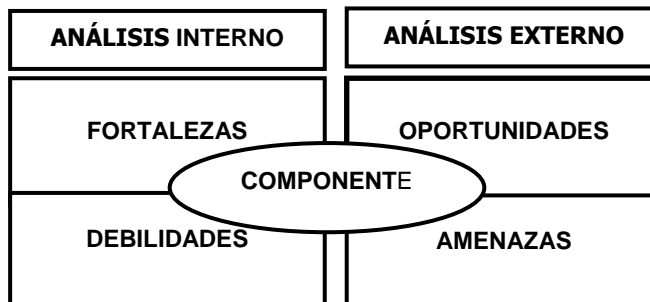 ANÁLISIS INTERNO
ANÁLISIS EXTERNO
FORTALEZAS
OPORTUNIDADES
COMPONENTE
DEBILIDADES
AMENAZAS